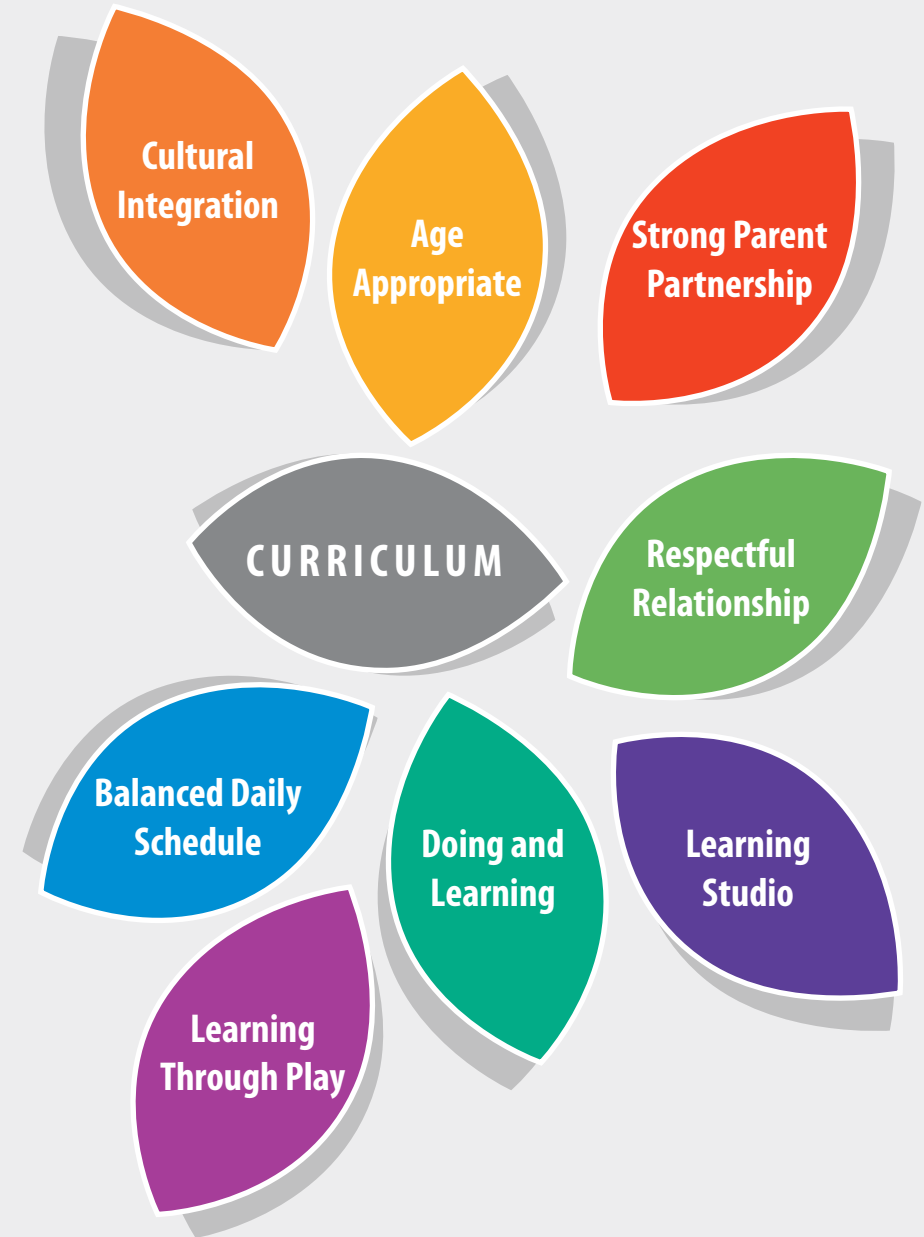 Cultural
Integration
Age
Appropriate
Strong Parent
Partnership
CURRICULUM
Respectful
Relationship
Balanced Daily
Schedule
Doing and
Learning
Learning
Studio
Learning
Through Play